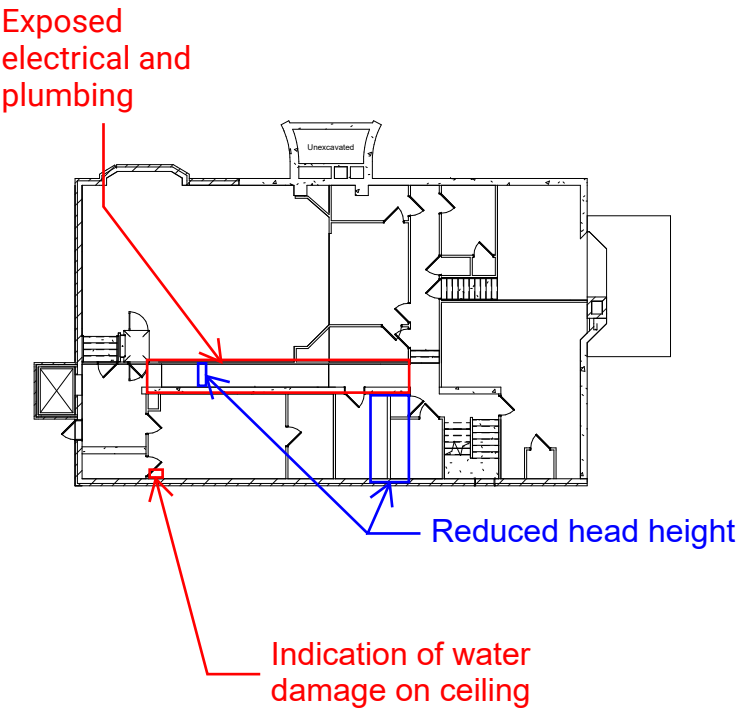 Exposed
electrical and
plumbing
Unexcavated
Reduced head height
Indication of water
damage on ceiling